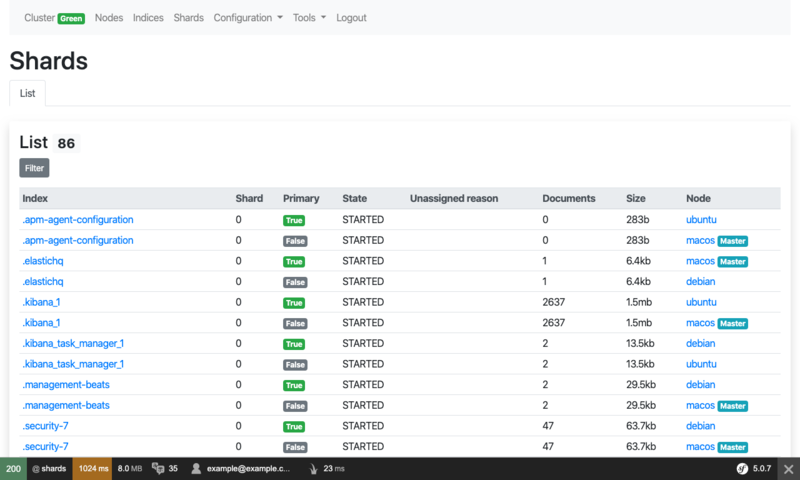 Cluster Green Nodes Indices Shards Configuration Tools Logout
Shards
List
List 86
Filter
Index Shard Primary State Unassigned reason Documents Size Node
.apm-agent-configuration 0 True STARTED 0 283b ubuntu
.apm-agent-configuration 0 False STARTED 0 283b macos Master
.elastichq 0 True STARTED 1 6.4kb macos Master
.elastichq 0 False STARTED 1 6.4kb debian
.kibana_1 0 True STARTED 2637 1.5mb ubuntu
.kibana_1 0 False STARTED 2637 1.5mb macos Master
.kibana_task_manager_1 0 True STARTED 2 13.5kb debian
.kibana_task_manager_1 0 False STARTED 2 13.5kb ubuntu
.management-beats 0 True STARTED 2 29.5kb debian
.management-beats 0 False STARTED 2 29.5kb macos Master
.security-7 0 True STARTED 47 63.7kb debian
.security-7 0 False STARTED 47 63.7kb macos Master
200 @ shards 1024 ms 8.0 MB 35 example@example.c... 23 ms sf 5.0.7